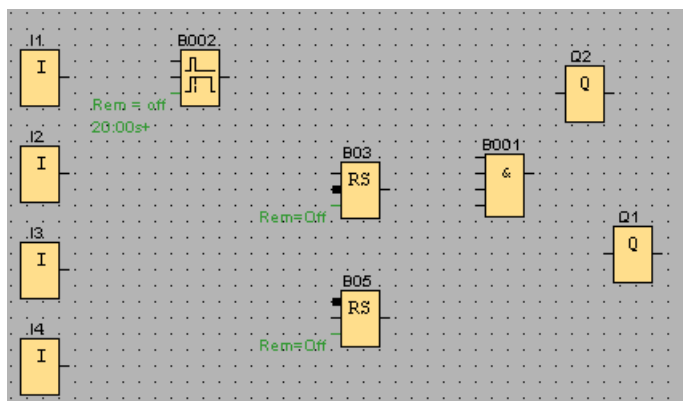 I1
I
B002
Rem = off
20:00s+
Q2
Q
I2
I
B03
RS
Rem=Off
B001
&
Q1
Q
I3
I
B05
RS
Rem=Off
I4
I